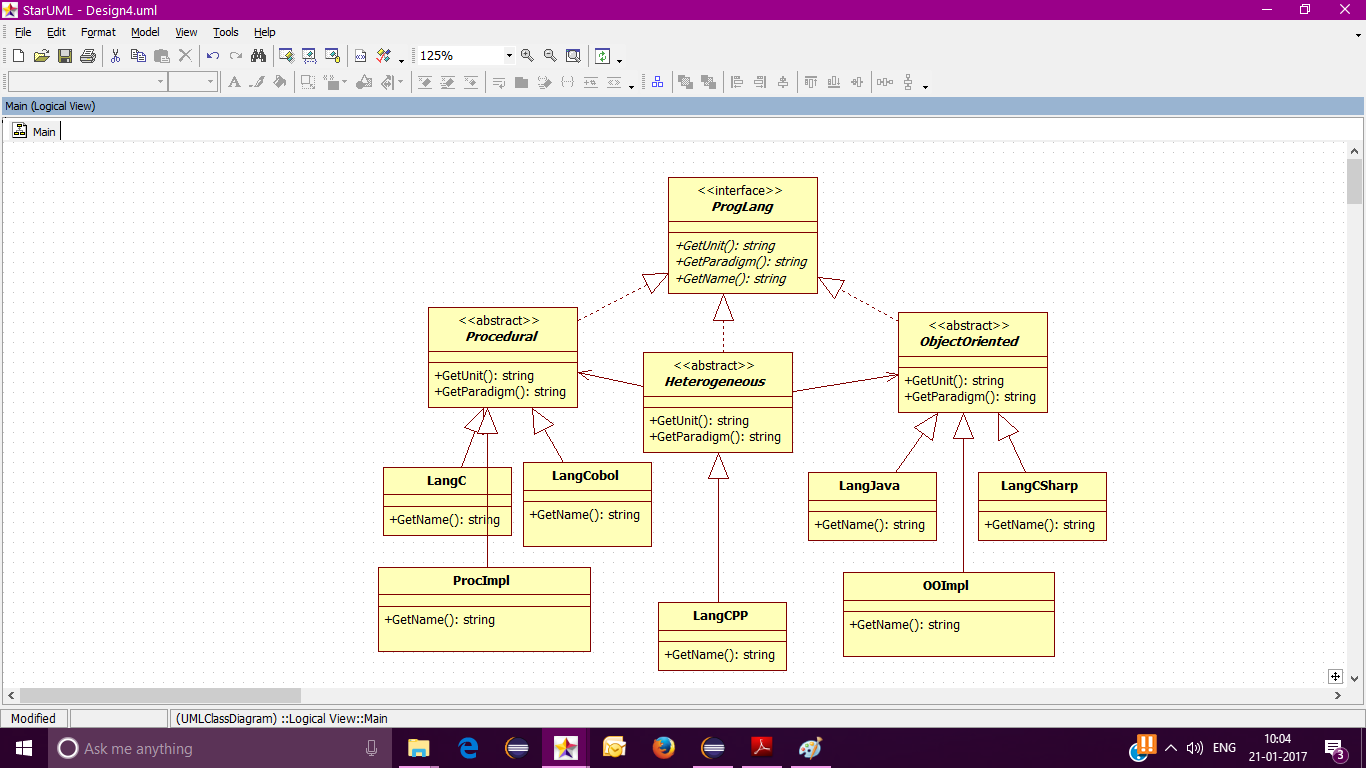 StarUML - Design4.uml
File Edit Format Model View Tools Help
125%
Main (Logical View)
Main
<<interface>>
ProgLang
+GetUnit(): string
+GetParadigm(): string
+GetName(): string
<<abstract>>
Procedural
+GetUnit(): string
+GetParadigm(): string
<<abstract>>
Heterogeneous
+GetUnit(): string
+GetParadigm(): string
<<abstract>>
ObjectOriented
+GetUnit(): string
+GetParadigm(): string
LangC
+GetName(): string
LangCobol
+GetName(): string
LangJava
+GetName(): string
LangCSharp
+GetName(): string
ProcImpl
+GetName(): string
LangCPP
+GetName(): string
OOImpl
+GetName(): string
Modified
(UMLClassDiagram) ::Logical View::Main
Ask me anything
ENG
10:04
21-01-2017
3